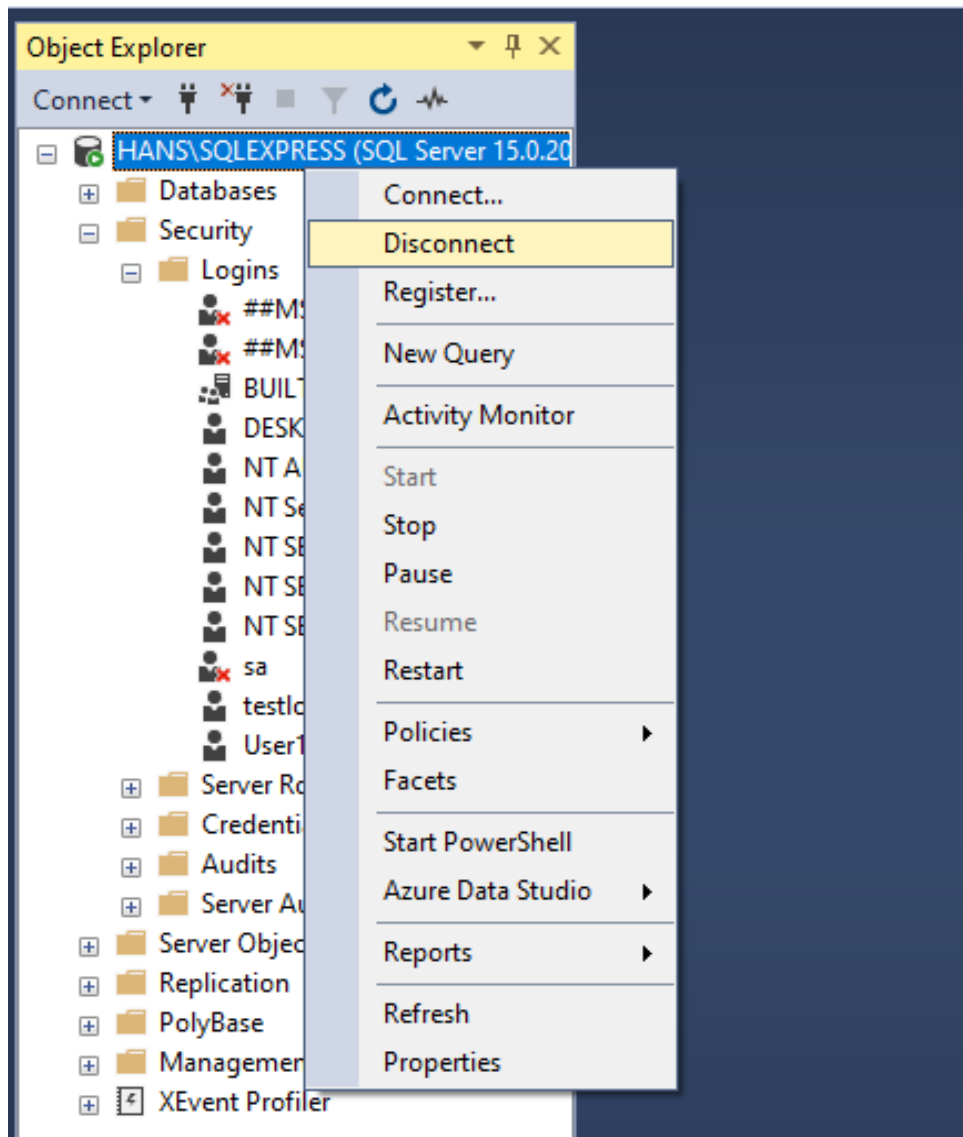 Object Explorer
Connect
HANS\SQLEXPRESS (SQL Server 15.0.20
Databases
Security
Logins
##MS
##MS
BUILT
DESK
NT A
NT Se
NT SE
NT SE
NT SE
sa
testlo
User1
Server Ro
Credenti
Audits
Server Au
Server Objec
Replication
PolyBase
Managemen
XEvent Profiler
Connect...
Disconnect
Register...
New Query
Activity Monitor
Start
Stop
Pause
Resume
Restart
Policies
Facets
Start PowerShell
Azure Data Studio
Reports
Refresh
Properties